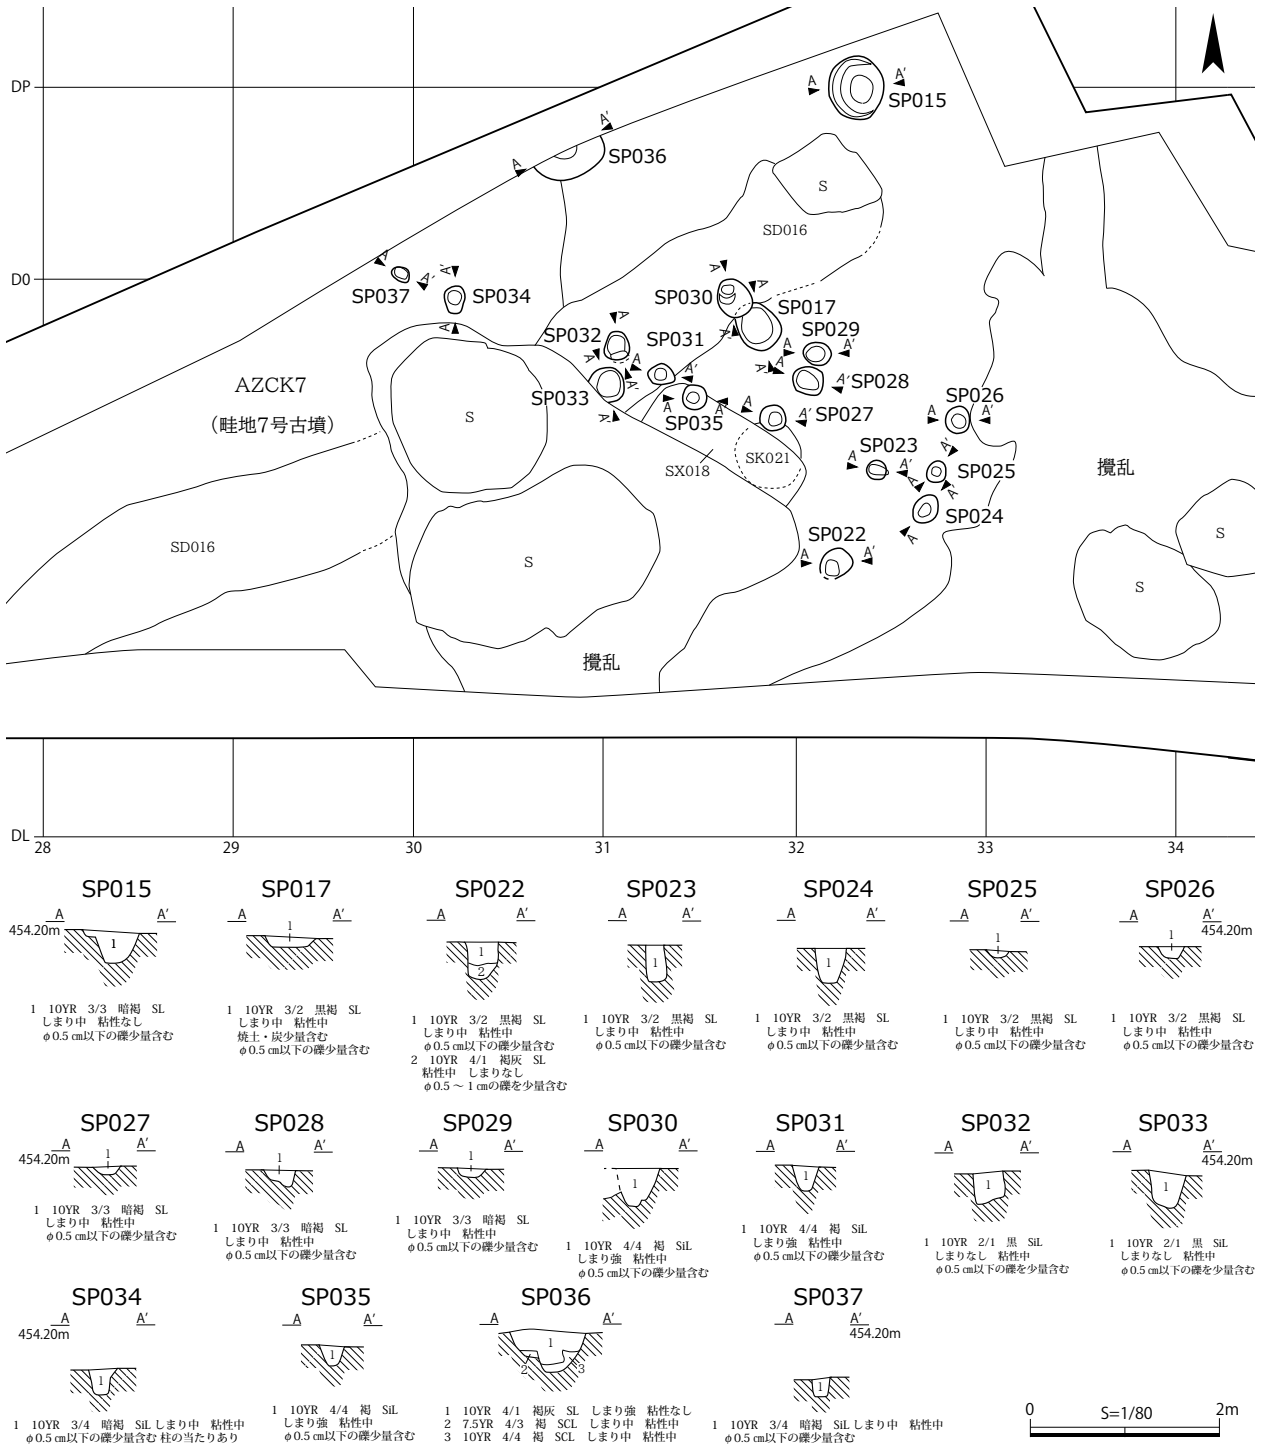 DP
A A'
SP015
A A'
SP036
S
SD016
D0
A A'
SP037
A' A
SP034
A A'
SP030
A A'
SP017
SP032
A A'
SP031
A A'
SP029
A A'
SP033
A A'
SP028
A A'
AZCK7
(畦地7号古墳)
SP035
A A
SP027
A A'
SP026
A A'
S
SX018
SK021
SP023
A A'
SP025
A A'
攪乱
SP024
A A'
SD016
SP022
A A'
S
S
S
攪乱
DL
28 29 30 31 32 33 34
SP015 SP017 SP022 SP023 SP024 SP025 SP026
A A' A A' A A' A A' A A' A A' A A'
454.20m 454.20m
1 1 1 2 1 1 1 1
1 10YR 3/3 暗褐 SL
しまり中 粘性なし
φ0.5㎝以下の礫少量含む
1 10YR 3/2 黒褐 SL
しまり中 粘性中
焼土・炭少量含む
φ0.5㎝以下の礫少量含む
1 10YR 3/2 黒褐 SL
しまり中 粘性中
φ0.5㎝以下の礫少量含む
2 10YR 4/1 褐灰 SL
粘性中 しまりなし
φ0.5～1㎝の礫を少量含む
1 10YR 3/2 黒褐 SL
しまり中 粘性中
φ0.5㎝以下の礫少量含む
1 10YR 3/2 黒褐 SL
しまり中 粘性中
φ0.5㎝以下の礫少量含む
1 10YR 3/2 黒褐 SL
しまり中 粘性中
φ0.5㎝以下の礫少量含む
1 10YR 3/2 黒褐 SL
しまり中 粘性中
φ0.5㎝以下の礫少量含む
SP027 SP028 SP029 SP030 SP031 SP032 SP033
A A' A A' A A' A A' A A' A A' A A'
454.20m 454.20m
1 1 1 1 1 1 1
1 10YR 3/3 暗褐 SL
しまり中 粘性中
φ0.5㎝以下の礫少量含む
1 10YR 3/3 暗褐 SL
しまり中 粘性中
φ0.5㎝以下の礫少量含む
1 10YR 3/3 暗褐 SL
しまり中 粘性中
φ0.5㎝以下の礫少量含む
1 10YR 4/4 褐 SiL
しまり強 粘性中
φ0.5㎝以下の礫少量含む
1 10YR 4/4 褐 SiL
しまり強 粘性中
φ0.5㎝以下の礫少量含む
1 10YR 2/1 黒 SiL
しまりなし 粘性中
φ0.5㎝以下の礫を少量含む
1 10YR 2/1 黒 SiL
しまりなし 粘性中
φ0.5㎝以下の礫を少量含む
SP034 SP035 SP036 SP037
A A' A A' A A' A A'
454.20m 454.20m
1 1 1 2 3 1
1 10YR 3/4 暗褐 SiL しまり中 粘性中
φ0.5㎝以下の礫少量含む 柱の当たりあり
1 10YR 4/4 褐 SiL
しまり強 粘性中
φ0.5㎝以下の礫少量含む
1 10YR 4/1 褐灰 SL しまり強 粘性なし
2 7.5YR 4/3 褐 SCL しまり中 粘性中
3 10YR 4/4 褐 SCL しまり中 粘性中
1 10YR 3/4 暗褐 SiL しまり中 粘性中
φ0.5㎝以下の礫少量含む
0 S=1/80 2m